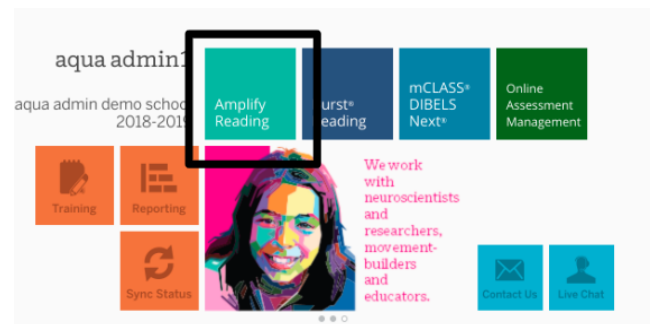 aqua admin1
aqua admin demo school
2018-2019
Amplify
Reading
urst®
eading
mCLASS®
DIBELS
Next®
Online
Assessment
Management
Training
Reporting
Sync Status
We work
with
neuroscientists
and
researchers,
movement-
builders
and
educators.
Contact Us
Live Chat